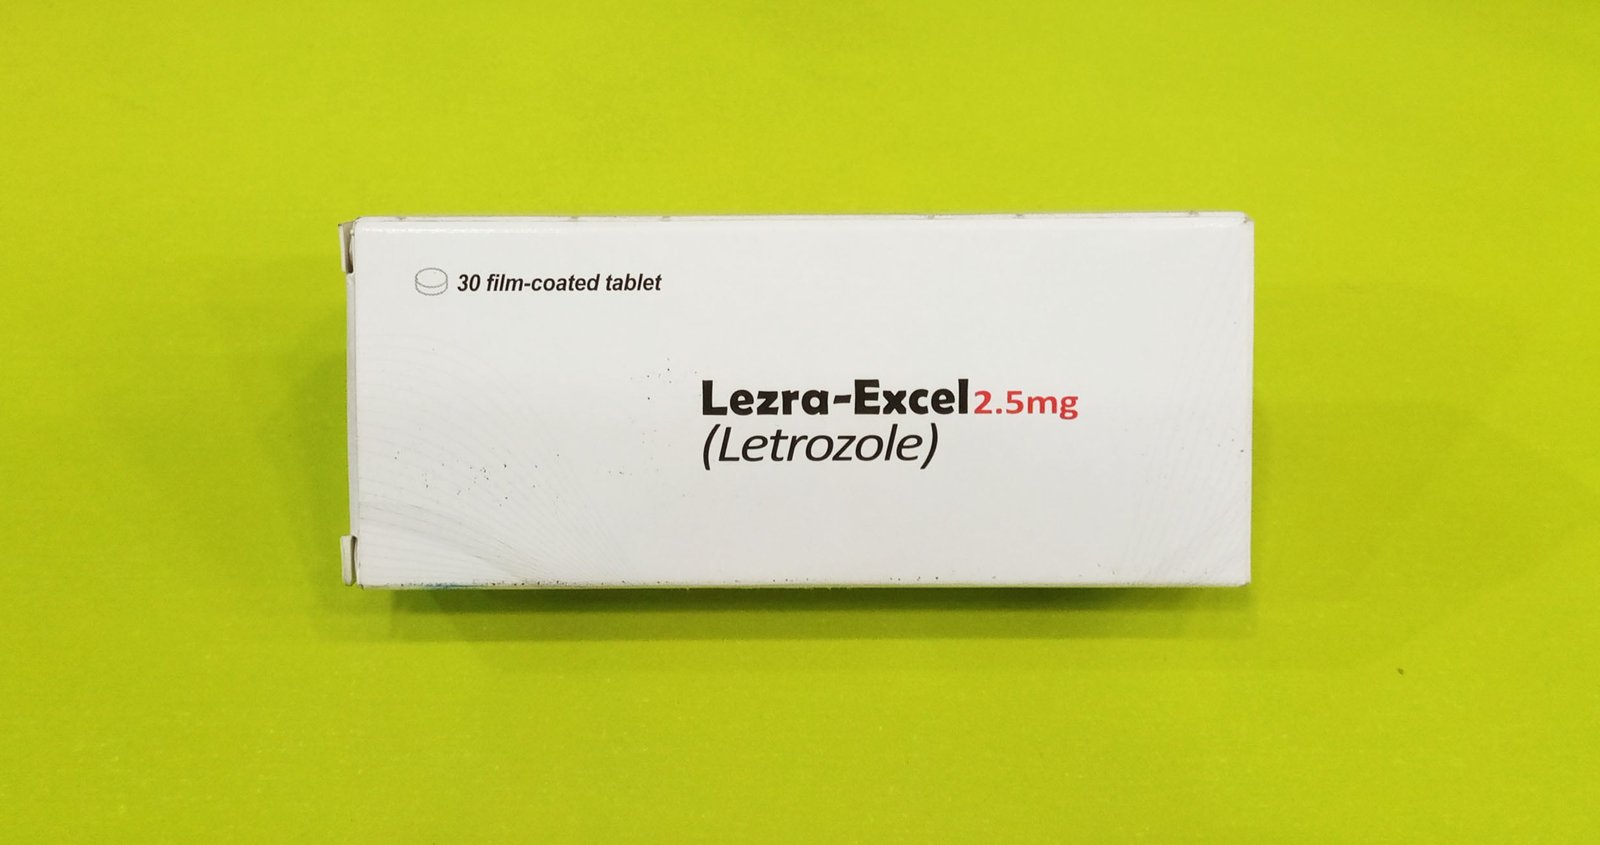 30 film-coated tablet
Lezra-Excel 2.5mg
(Letrozole)